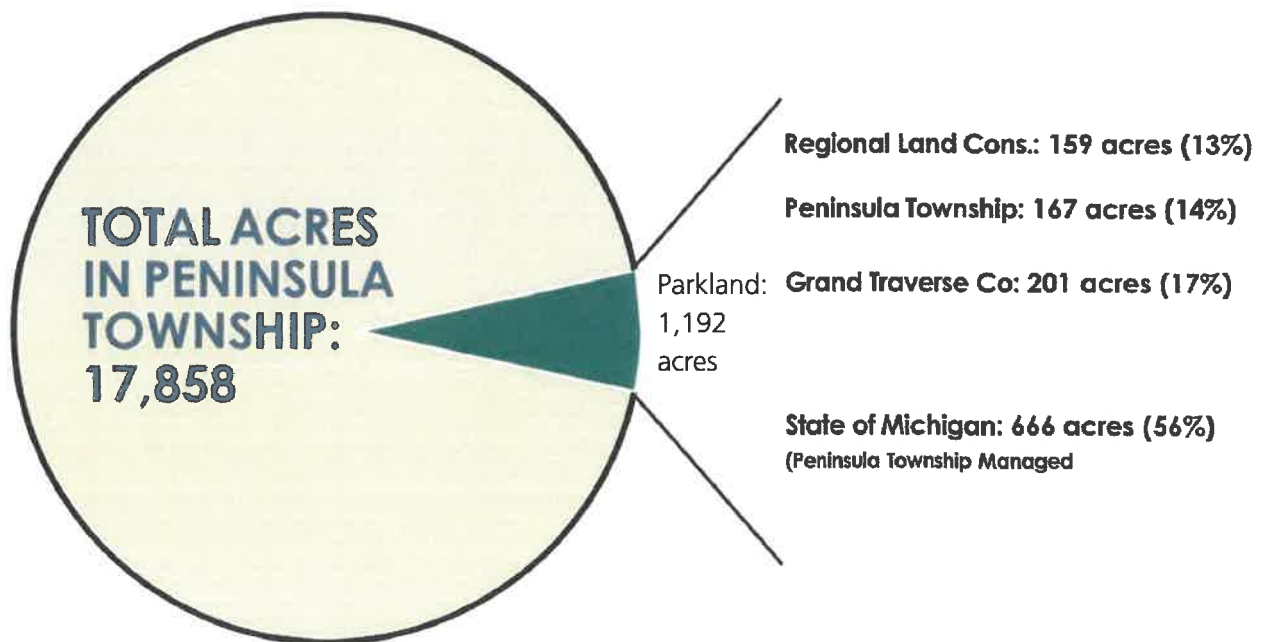 TOTAL ACRES
IN PENINSULA
TOWNSHIP:
17,858
Parkland:
1,192
acres
Regional Land Cons.: 159 acres (13%)
Peninsula Township: 167 acres (14%)
Grand Traverse Co: 201 acres (17%)
State of Michigan: 666 acres (56%)
(Peninsula Township Managed